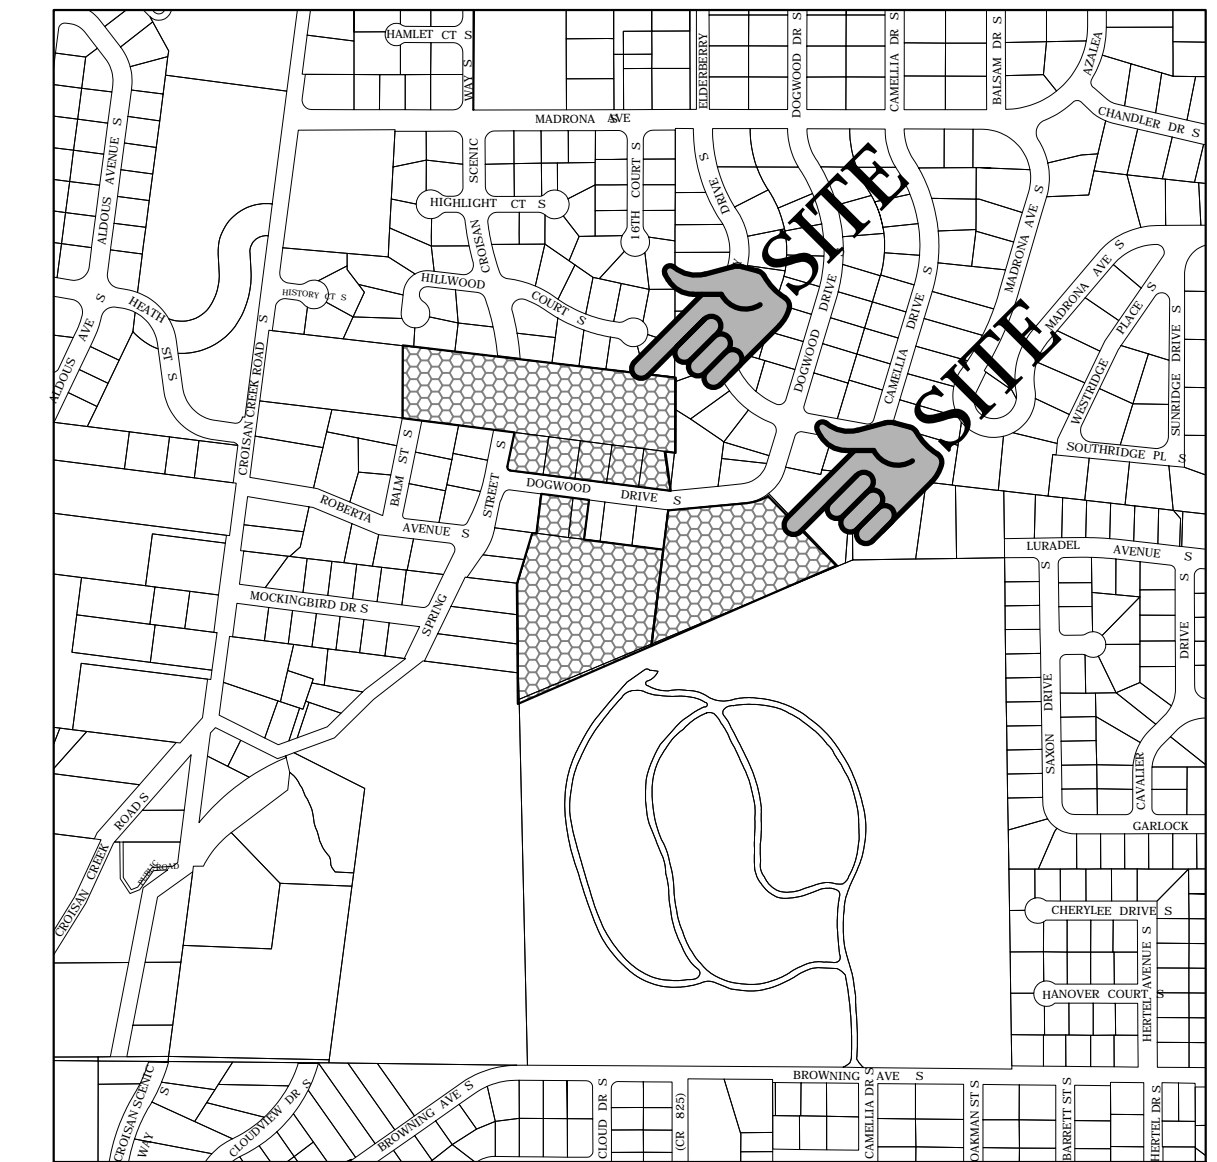 HAMLET CT S
WAY S
ELDERBERRY
DOGWOOD DR S
CAMELLIA DR S
BALSAM DR S
AZALEA
CHANDLER DR S
MADRONA AVE S
ALDOUS AVENUE S
SCENIC
16TH COURT S
DRIVE S
SITE
HIGHLIGHT CT S
CROISAN
MADRONA AVE S
MADRONA AVE S
HILLWOOD
COURT S
HISTORY CT S
HEATH
ST S
ALDOUS AVE S
CROISAN CREEK ROAD S
DOGWOOD DRIVE
CAMELLIA DRIVE S
SITE
WESTRIDGE PLACE S
SUNRIDGE DRIVE S
SOUTHRIDGE PL S
BALM ST S
SPRING STREET S
DOGWOOD DRIVE S
ROBERTA AVENUE S
MOCKINGBIRD DR S
LURADEL AVENUE S
SAXON DRIVE S
CAVALIER DRIVE S
GARLOCK
CROISAN CREEK ROAD S
PUBLIC ROAD
CHERYLEE DRIVE S
HANOVER COURT S
HERTEL AVENUE S
BROWNING AVE S
CROISAN SCENIC WAY S
CLOUDVIEW DR S
BROWNING AVE S
CLOUD DR S
(CR 825)
CAMELLIA DR S
OAKMAN ST S
BARRETT ST S
HERTEL DR S